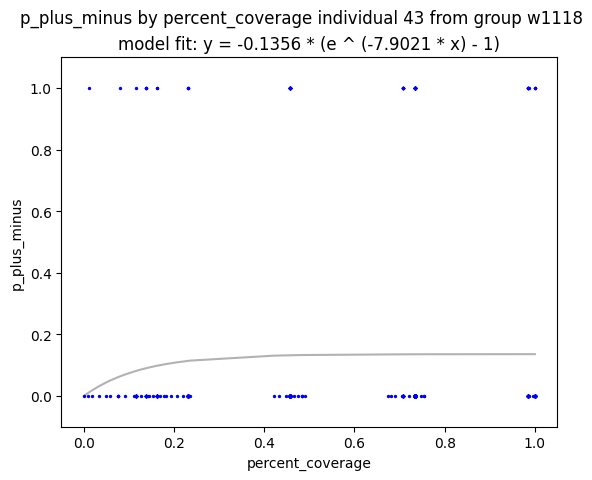 p_plus_minus by percent_coverage individual 43 from group w1118
model fit: y = -0.1356 * (e ^ (-7.9021 * x) - 1)
1.0
0.8
0.6
0.4
0.2
0.0
p_plus_minus
0.0 0.2 0.4 0.6 0.8 1.0
percent_coverage